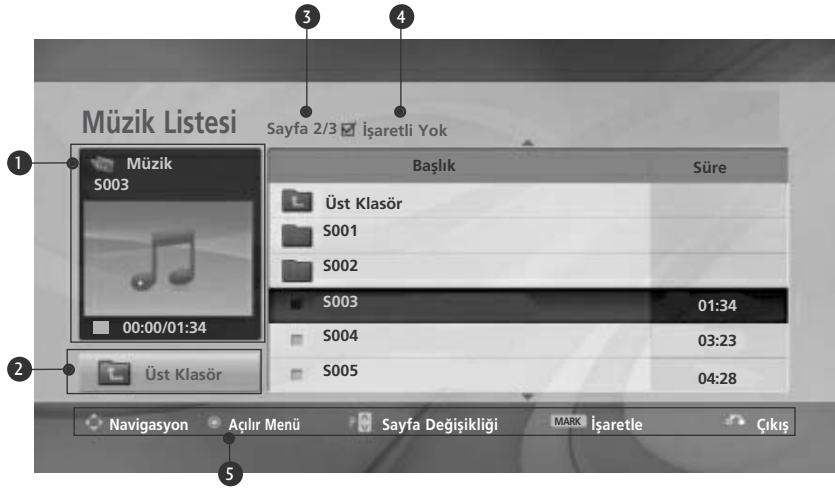 3 4
Müzik Listesi
Sayfa 2/3 İşaretli Yok
1
Müzik
S003
00:00/01:34
2
Üst Klasör
Başlık Süre
Üst Klasör
S001
S002
S003 01:34
S004 03:23
S005 04:28
Navigasyon Açılır Menü P Sayfa Değişikliği MARK İşaretle Çıkış
5